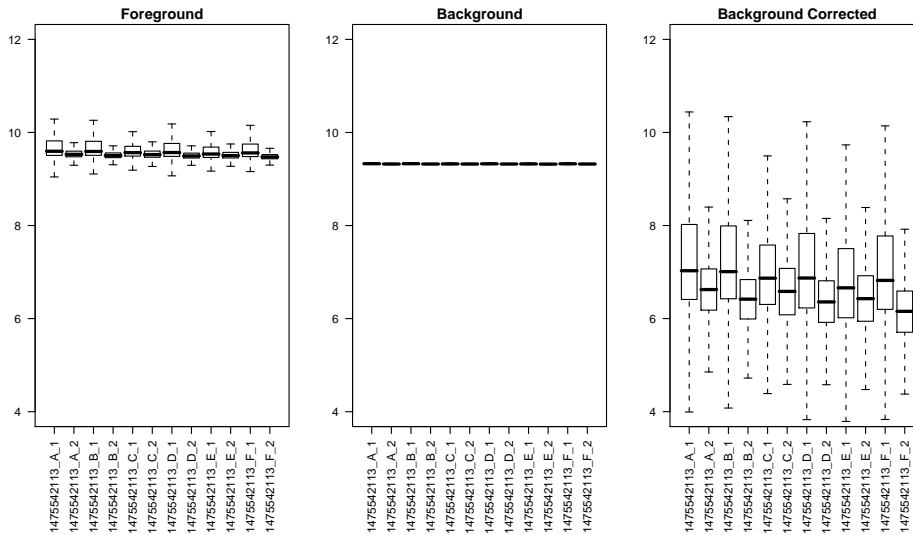 Foreground
12
10
8
6
4
1475542113_A_1
1475542113_A_2
1475542113_B_1
1475542113_B_2
1475542113_C_1
1475542113_C_2
1475542113_D_1
1475542113_D_2
1475542113_E_1
1475542113_E_2
1475542113_F_1
1475542113_F_2
Background
12
10
8
6
4
1475542113_A_1
1475542113_A_2
1475542113_B_1
1475542113_B_2
1475542113_C_1
1475542113_C_2
1475542113_D_1
1475542113_D_2
1475542113_E_1
1475542113_E_2
1475542113_F_1
1475542113_F_2
Background Corrected
12
10
8
6
4
1475542113_A_1
1475542113_A_2
1475542113_B_1
1475542113_B_2
1475542113_C_1
1475542113_C_2
1475542113_D_1
1475542113_D_2
1475542113_E_1
1475542113_E_2
1475542113_F_1
1475542113_F_2